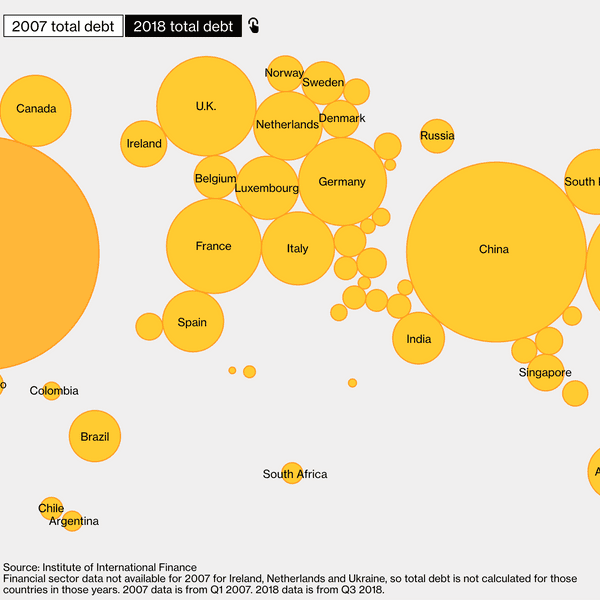 2007 total debt 2018 total debt
Norway
Sweden
Canada
U.K.
Denmark
Netherlands
Russia
Ireland
Belgium
Luxembourg
Germany
South
France
Italy
China
Spain
India
Singapore
o
Colombia
Brazil
South Africa
A
Chile
Argentina
Source: Institute of International Finance
Financial sector data not available for 2007 for Ireland, Netherlands and Ukraine, so total debt is not calculated for those
countries in those years. 2007 data is from Q1 2007. 2018 data is from Q3 2018.